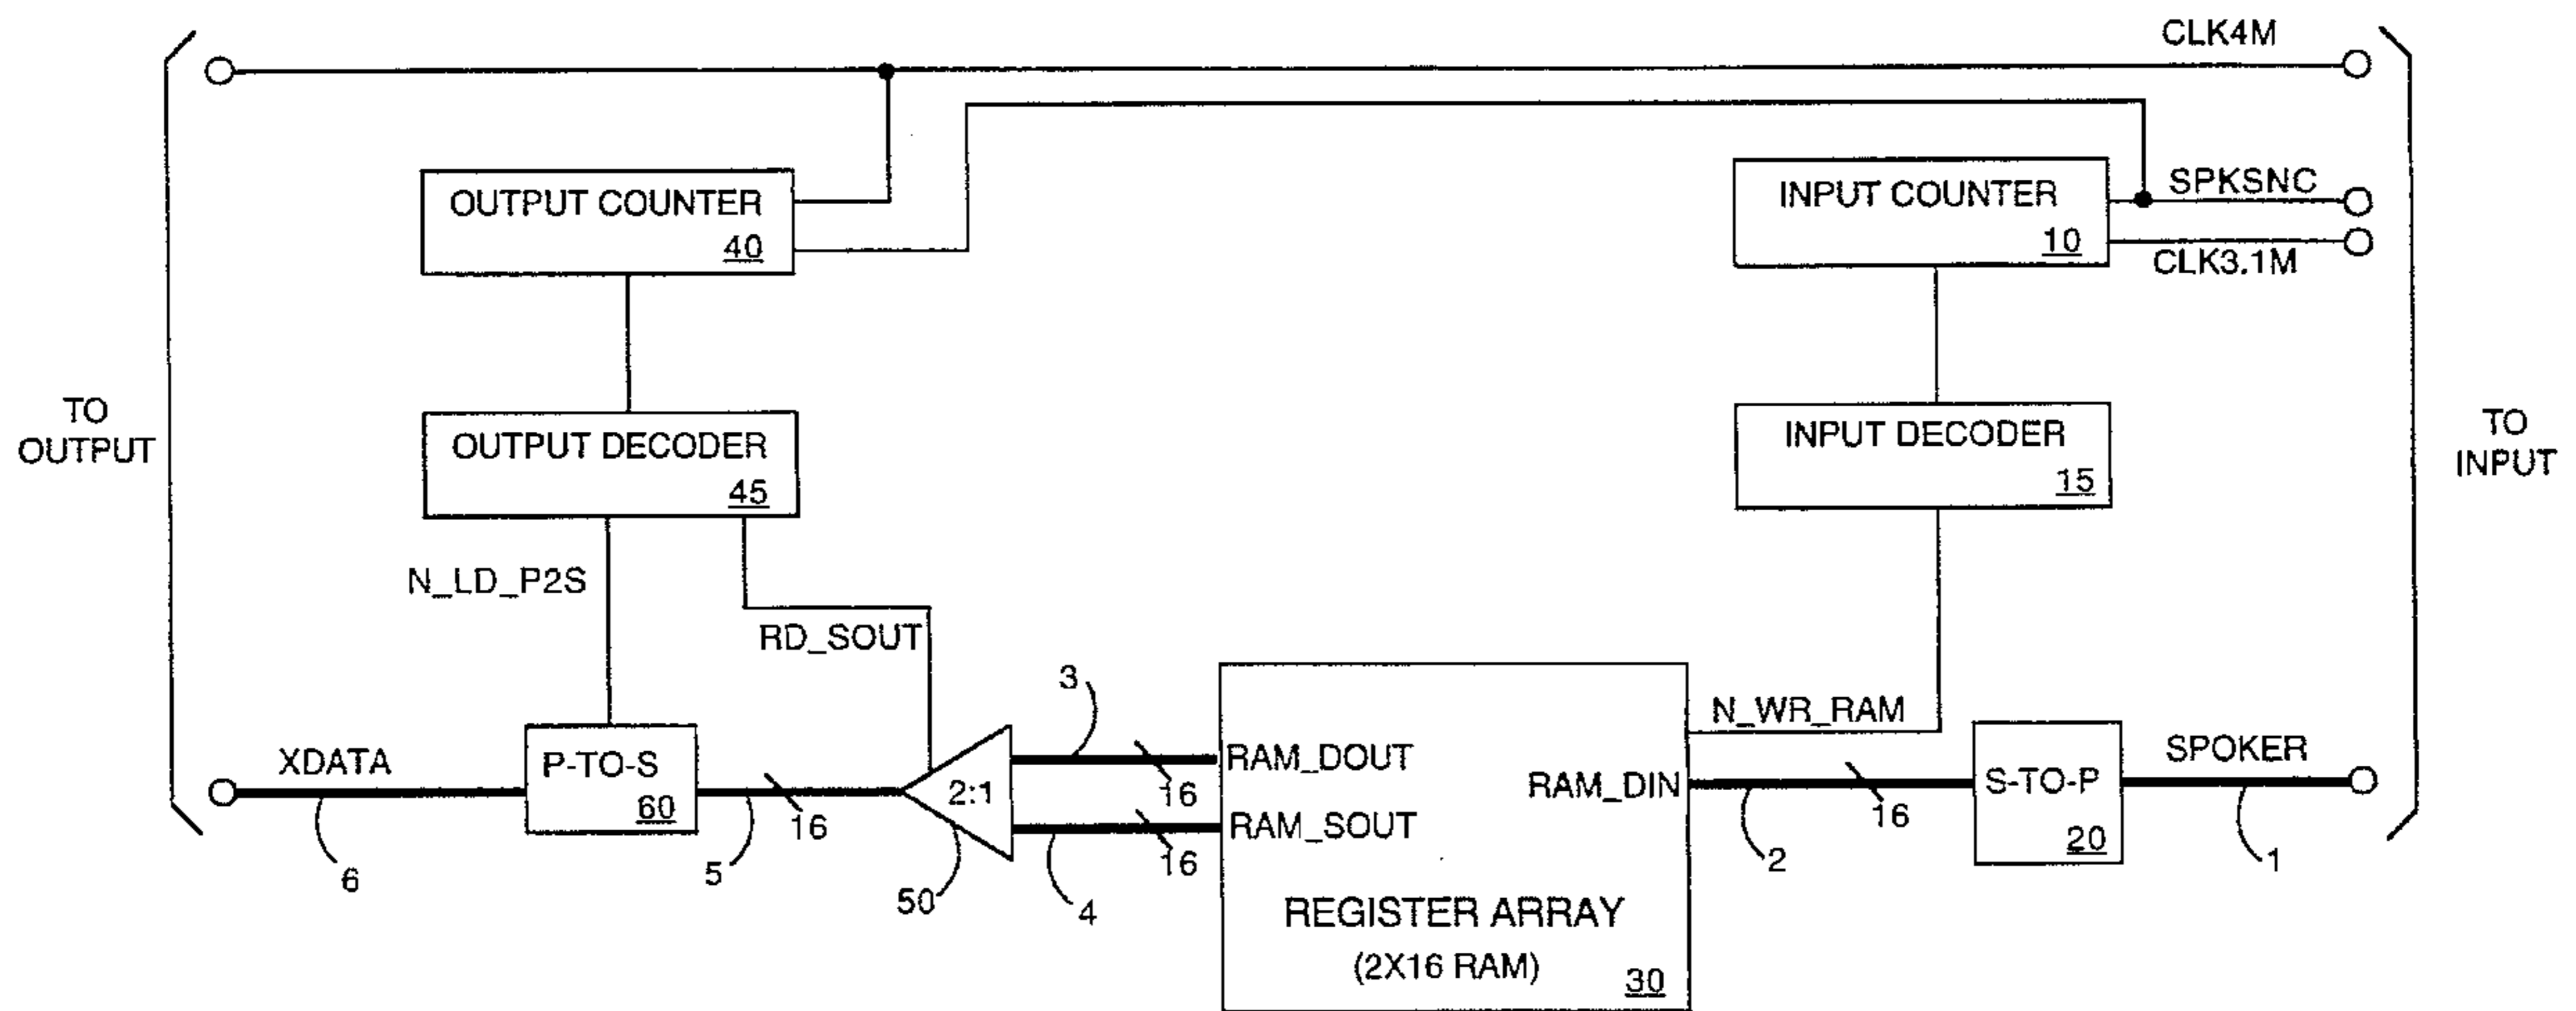 CLK4M
OUTPUT COUNTER
40
INPUT COUNTER
10
SPKSNC
CLK3.1M
TO
OUTPUT
OUTPUT DECODER
45
INPUT DECODER
15
TO
INPUT
N_LD_P2S
RD_SOUT
3
N_WR_RAM
XDATA
P-TO-S
60
16
5
2:1
50
16
16
4
RAM_DOUT
RAM_SOUT
RAM_DIN
REGISTER ARRAY
(2X16 RAM)
30
16
2
S-TO-P
20
SPOKER
1
6